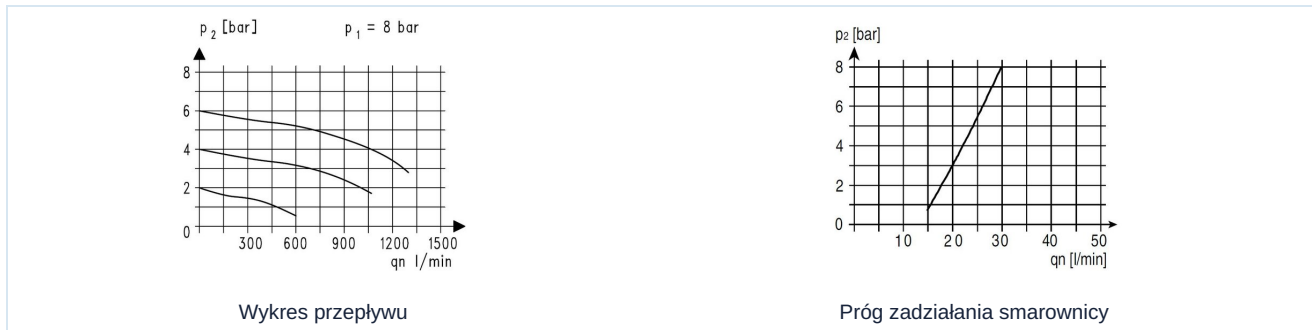 p2 [bar]
p1 = 8 bar
8
6
4
2
0
300 600 900 1200 1500
qn l/min
Wykres przepływu
p2 [bar]
8
6
4
2
0
10 20 30 40 50
qn [l/min]
Próg zadziałania smarownicy